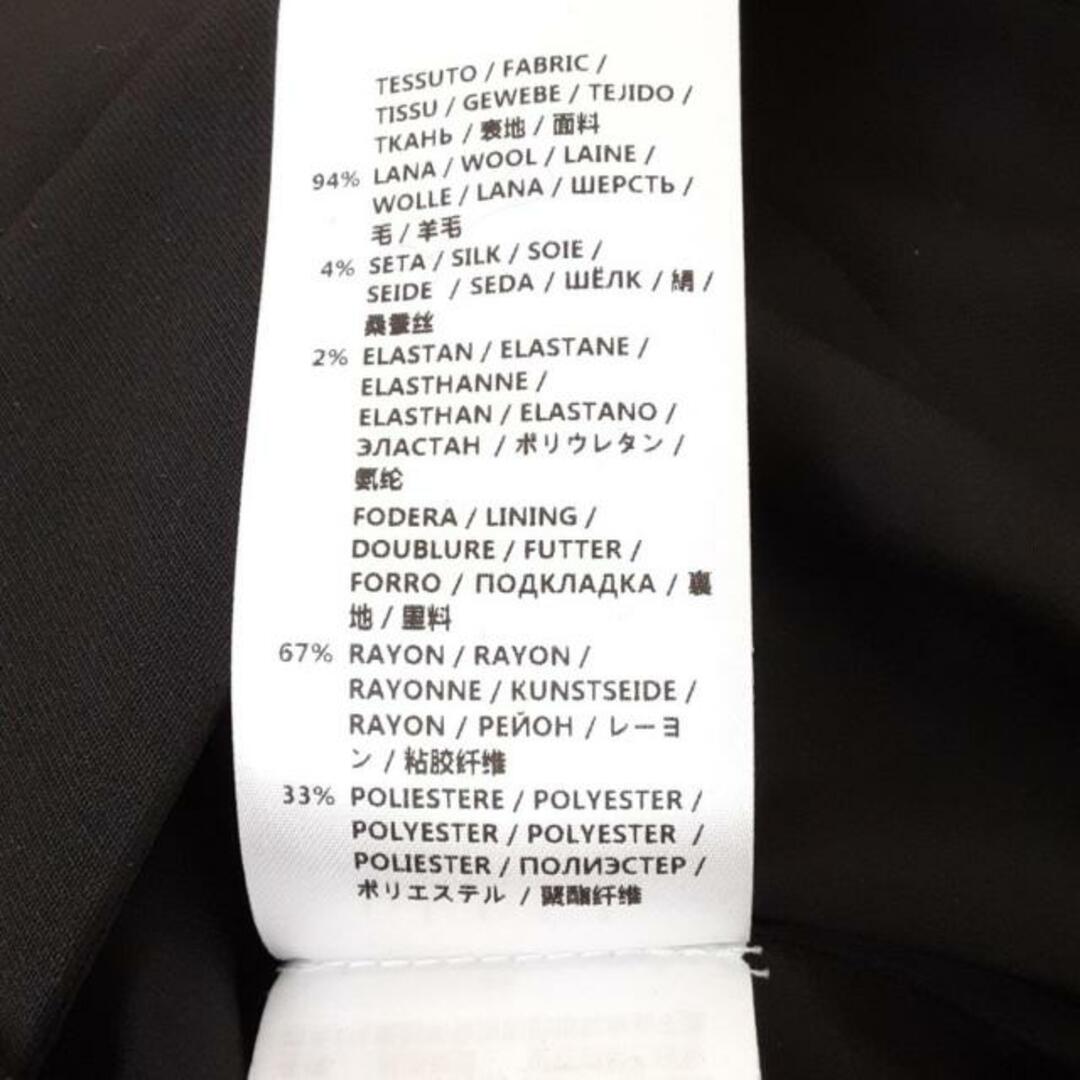 TESSUTO / FABRIC /
TISSU / GEWEBE / TEJIDO /
ТКАНЬ / 表地 / 面料
94% LANA / WOOL / LAINE /
WOLLE / LANA / ШЕРСТЬ /
毛 / 羊毛
4% SETA / SILK / SOIE /
SEIDE / SEDA / ШЁЛК / 絹 /
桑蚕丝
2% ELASTAN / ELASTANE /
ELASTHANNE /
ELASTHAN / ELASTANO /
ЭЛАСТАН / ポリウレタン /
氨纶
FODERA / LINING /
DOUBLURE / FUTTER /
FORRO / ПОДКЛАДКА / 裏
地 / 里料
67% RAYON / RAYON /
RAYONNE / KUNSTSEIDE /
RAYON / РЕЙОН / レーヨ
ン / 粘胶纤维
33% POLIESTERE / POLYESTER /
POLYESTER / POLYESTER /
POLIESTER / ПОЛИЭСТЕР /
ポリエステル / 聚酯纤维